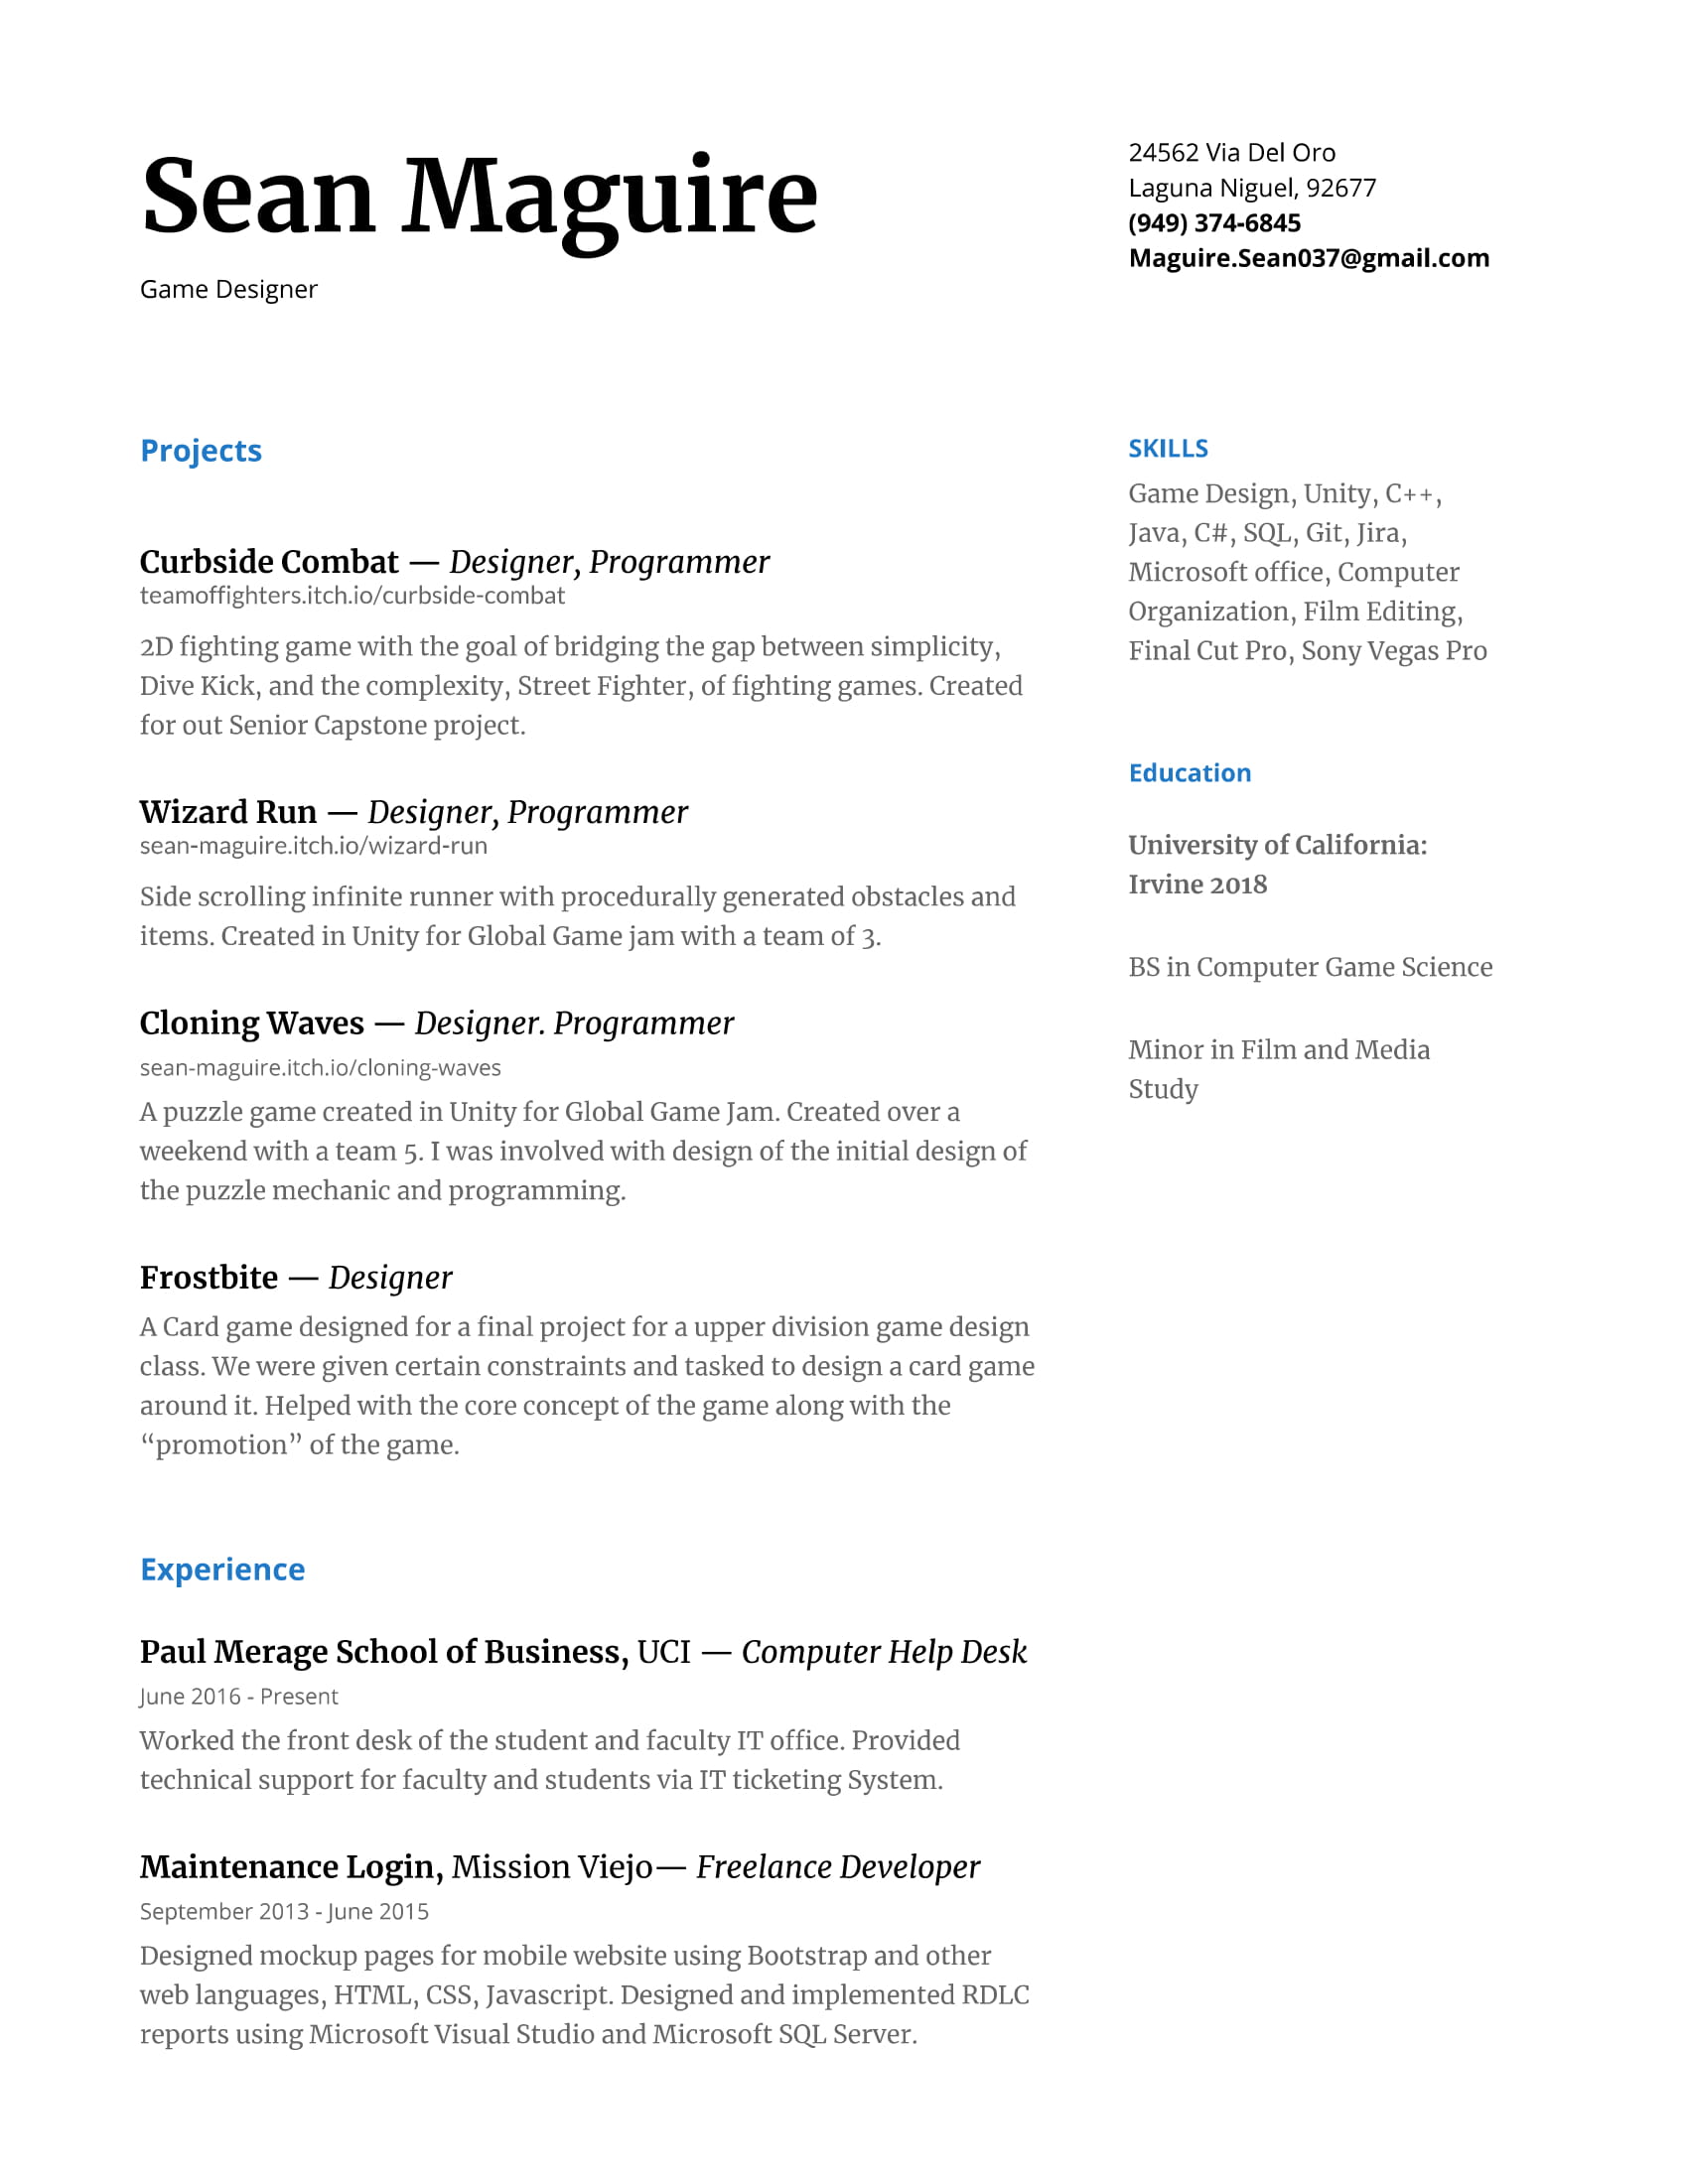 Sean Maguire
Game Designer
24562 Via Del Oro
Laguna Niguel, 92677
(949) 374-6845
Maguire.Sean037@gmail.com
Projects
Curbside Combat — Designer, Programmer
teamoffighters.itch.io/curbside-combat
2D fighting game with the goal of bridging the gap between simplicity,
Dive Kick, and the complexity, Street Fighter, of fighting games. Created
for out Senior Capstone project.
Wizard Run — Designer, Programmer
sean-maguire.itch.io/wizard-run
Side scrolling infinite runner with procedurally generated obstacles and
items. Created in Unity for Global Game jam with a team of 3.
Cloning Waves — Designer. Programmer
sean-maguire.itch.io/cloning-waves
A puzzle game created in Unity for Global Game Jam. Created over a
weekend with a team 5. I was involved with design of the initial design of
the puzzle mechanic and programming.
Frostbite — Designer
A Card game designed for a final project for a upper division game design
class. We were given certain constraints and tasked to design a card game
around it. Helped with the core concept of the game along with the
“promotion” of the game.
Experience
Paul Merage School of Business, UCI — Computer Help Desk
June 2016 - Present
Worked the front desk of the student and faculty IT office. Provided
technical support for faculty and students via IT ticketing System.
Maintenance Login, Mission Viejo— Freelance Developer
September 2013 - June 2015
Designed mockup pages for mobile website using Bootstrap and other
web languages, HTML, CSS, Javascript. Designed and implemented RDLC
reports using Microsoft Visual Studio and Microsoft SQL Server.
SKILLS
Game Design, Unity, C++,
Java, C#, SQL, Git, Jira,
Microsoft office, Computer
Organization, Film Editing,
Final Cut Pro, Sony Vegas Pro
Education
University of California:
Irvine 2018
BS in Computer Game Science
Minor in Film and Media
Study